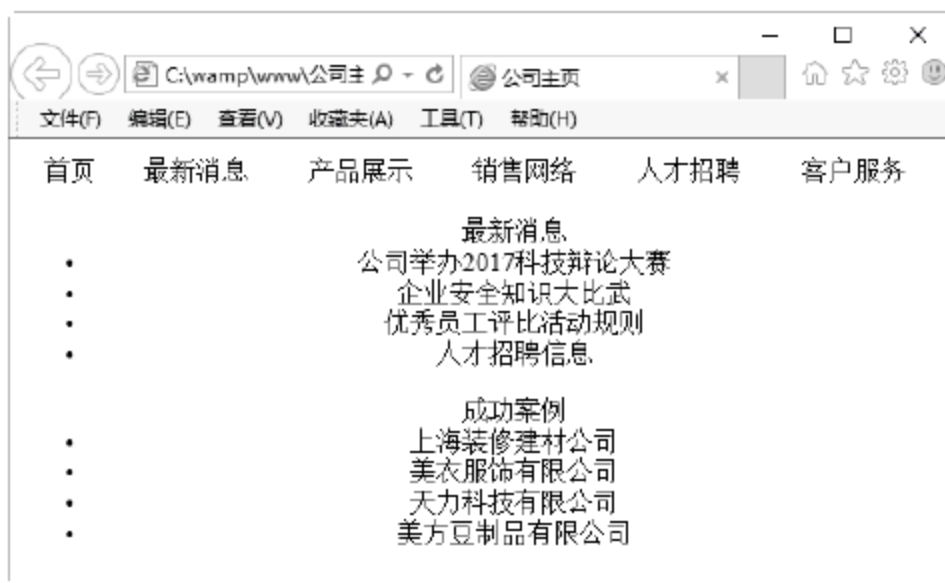 C:\wamp\www\公司主
公司主页
文件(F) 编辑(E) 查看(V) 收藏夹(A) 工具(T) 帮助(H)
首页 最新消息 产品展示 销售网络 人才招聘 客户服务
最新消息
• 公司举办2017科技辩论大赛
• 企业安全知识大比武
• 优秀员工评比活动规则
• 人才招聘信息
成功案例
• 上海装修建材公司
• 美衣服饰有限公司
• 天力科技有限公司
• 美方豆制品有限公司